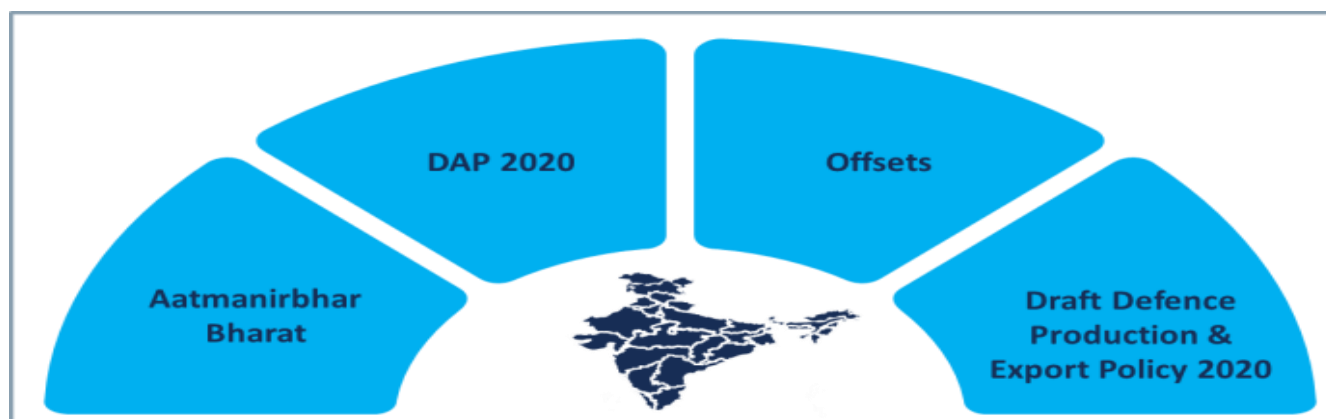 Aatmanirbhar
Bharat
DAP 2020
Offsets
Draft Defence
Production &
Export Policy 2020